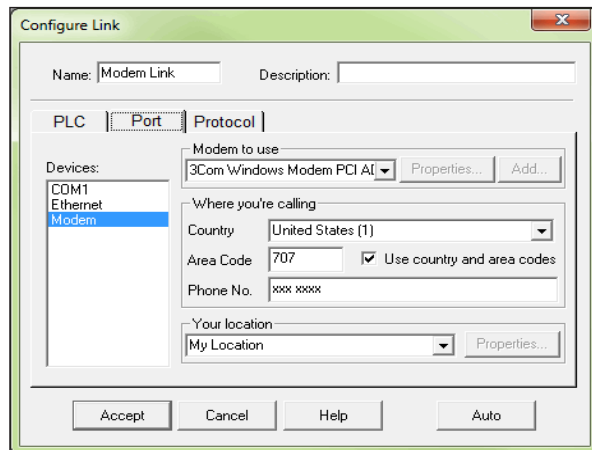 Configure Link
Name: Modem Link Description:
PLC Port Protocol
Devices:
COM1
Ethernet
Modem
Modem to use
3Com Windows Modem PCI AD Properties... Add...
Where you're calling
Country United States (1)
Area Code 707 Use country and area codes
Phone No. xxx xxxx
Your location
My Location Properties...
Accept Cancel Help Auto